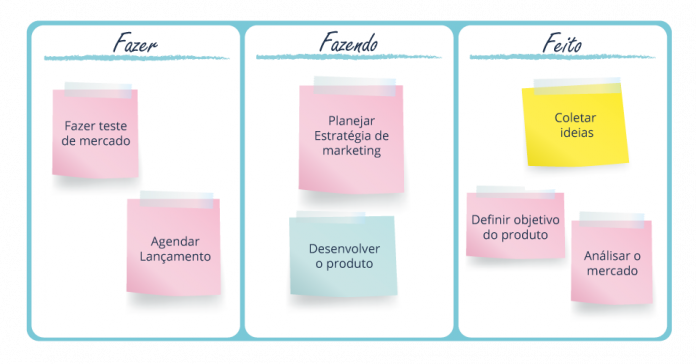 Fazer
Fazer teste
de mercado
Agendar
Lançamento
Fazendo
Planejar
Estratégia de
marketing
Desenvolver
o produto
Feito
Coletar
ideias
Definir objetivo
do produto
Análisar o
mercado